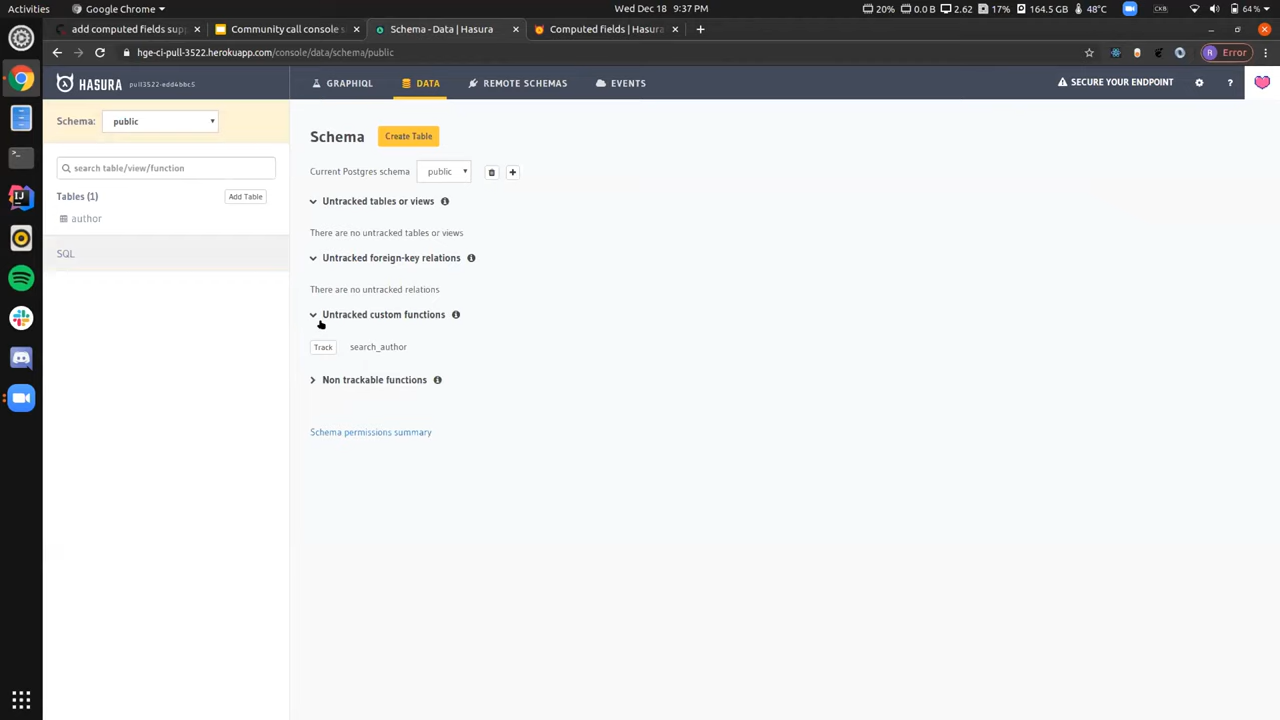 Activities
Google Chrome
Wed Dec 18 9:37 PM
20% 0.0 B 2.62 17% 164.5 GB 48°C CKB 64%
add computed fields sup
Community call console s
Schema - Data | Hasura
Computed fields | Hasura
hge-ci-pull-3522.herokuapp.com/console/data/schema/public
R Error
HASURA
pull3522-edd4bbc5
GRAPHIQL
DATA
REMOTE SCHEMAS
EVENTS
SECURE YOUR ENDPOINT
?
Schema:
public
search table/view/function
Tables (1)
Add Table
author
SQL
Schema
Create Table
Current Postgres schema
public
Untracked tables or views
There are no untracked tables or views
Untracked foreign-key relations
There are no untracked relations
Untracked custom functions
Track
search_author
Non trackable functions
Schema permissions summary